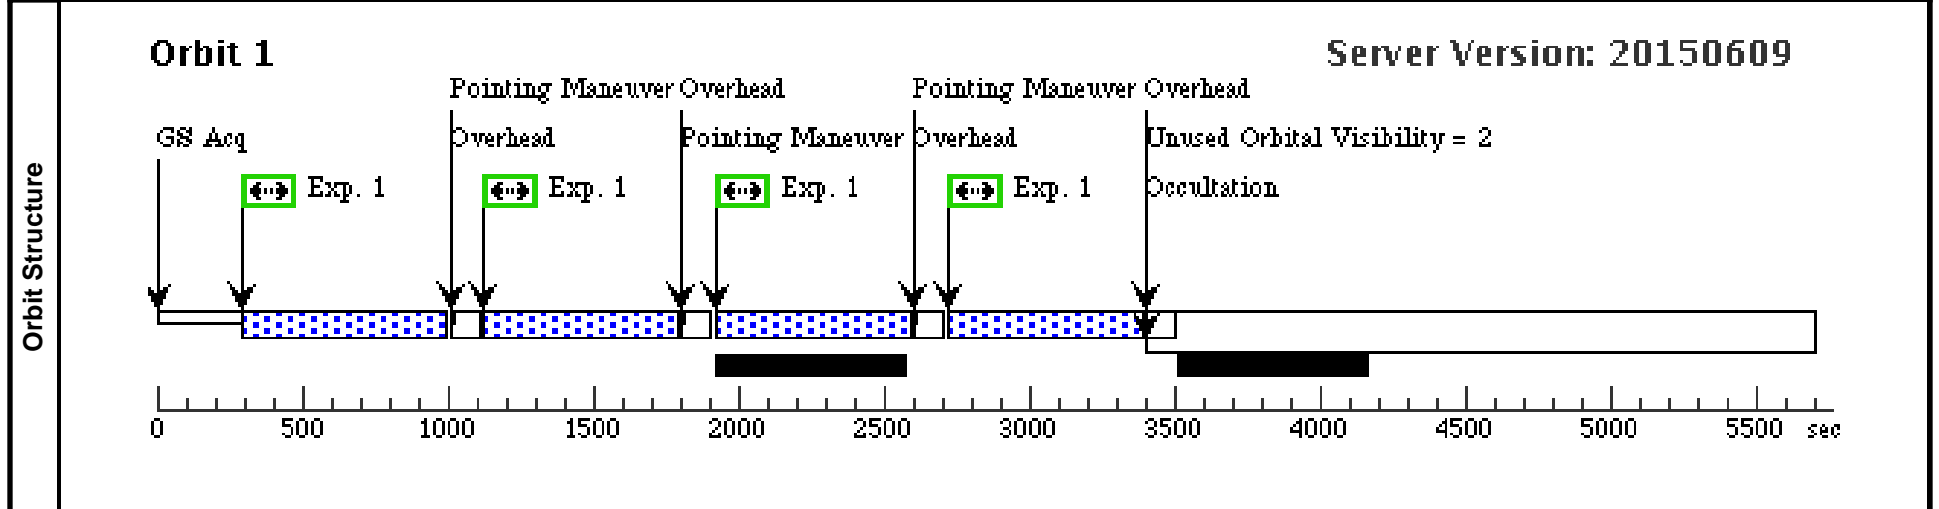 Orbit Structure
Orbit 1
Server Version: 20150609
Pointing Maneuver Overhead Pointing Maneuver Overhead
GS Acq Overhead Pointing Maneuver Overhead Unused Orbital Visibility = 2
Exp. 1 Exp. 1 Exp. 1 Exp. 1 Occultation
0 500 1000 1500 2000 2500 3000 3500 4000 4500 5000 5500 sec